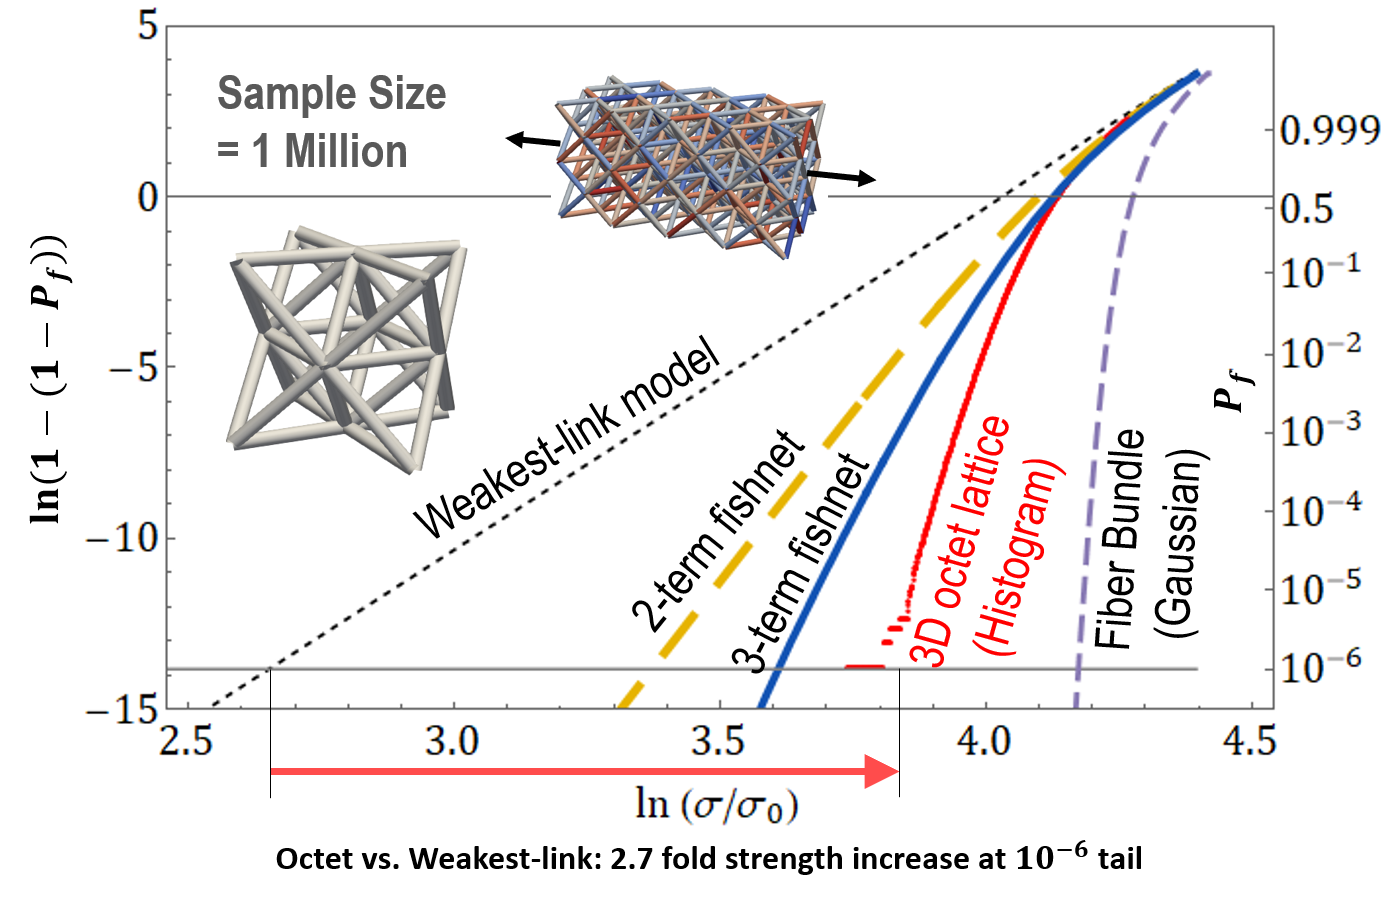 5
0
−5
−10
−15
ln(1 − (1 − P_f))
Sample Size
= 1 Million
Weakest-link model
2-term fishnet
3-term fishnet
3D octet lattice
(Histogram)
Fiber Bundle
(Gaussian)
0.999
0.5
10⁻¹
10⁻²
10⁻³
10⁻⁴
10⁻⁵
10⁻⁶
P_f
2.5 3.0 3.5 4.0 4.5
ln (σ/σ₀)
Octet vs. Weakest-link: 2.7 fold strength increase at 10⁻⁶ tail